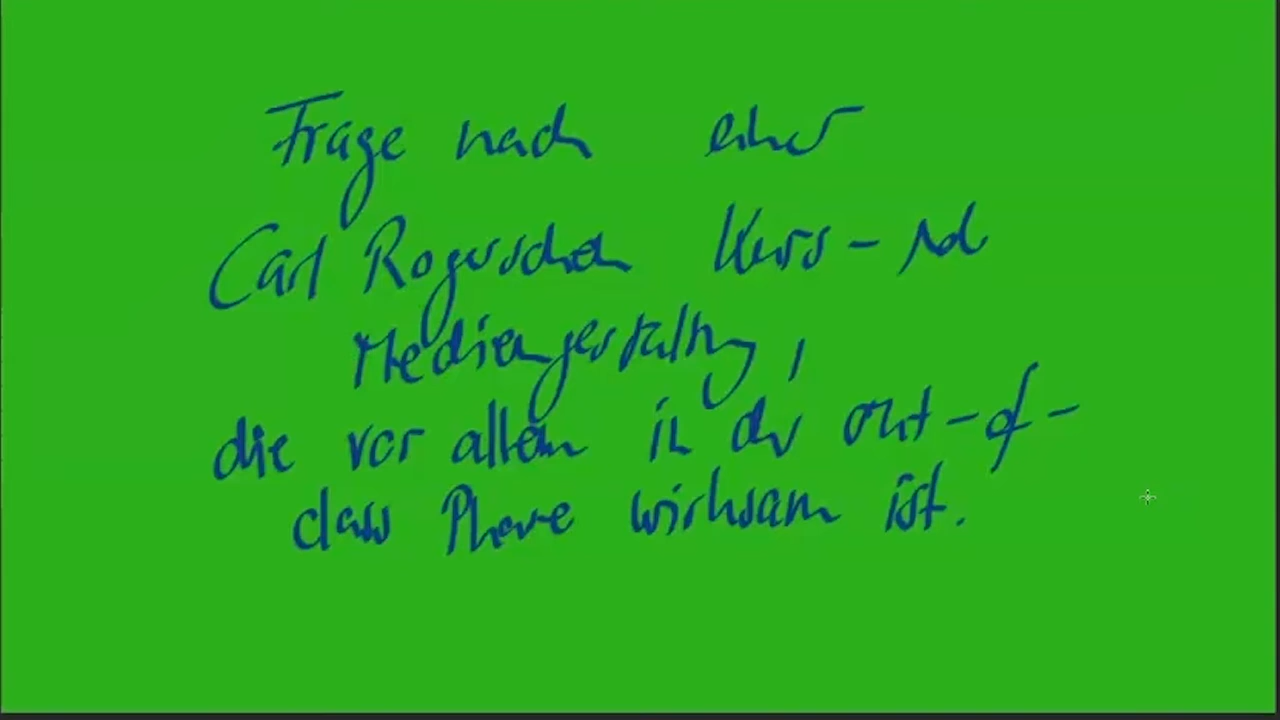 Frage nach einer
Carl Rogersschen Kurs- und
Mediengestaltung,
die vor allem in der out-of-
class Phase wirksam ist.